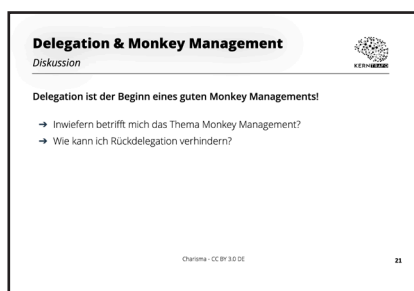 Delegation & Monkey Management
Diskussion
KERNTRAFO
Delegation ist der Beginn eines guten Monkey Managements!
→ Inwiefern betrifft mich das Thema Monkey Management?
→ Wie kann ich Rückdelegation verhindern?
Charisma - CC BY 3.0 DE
21